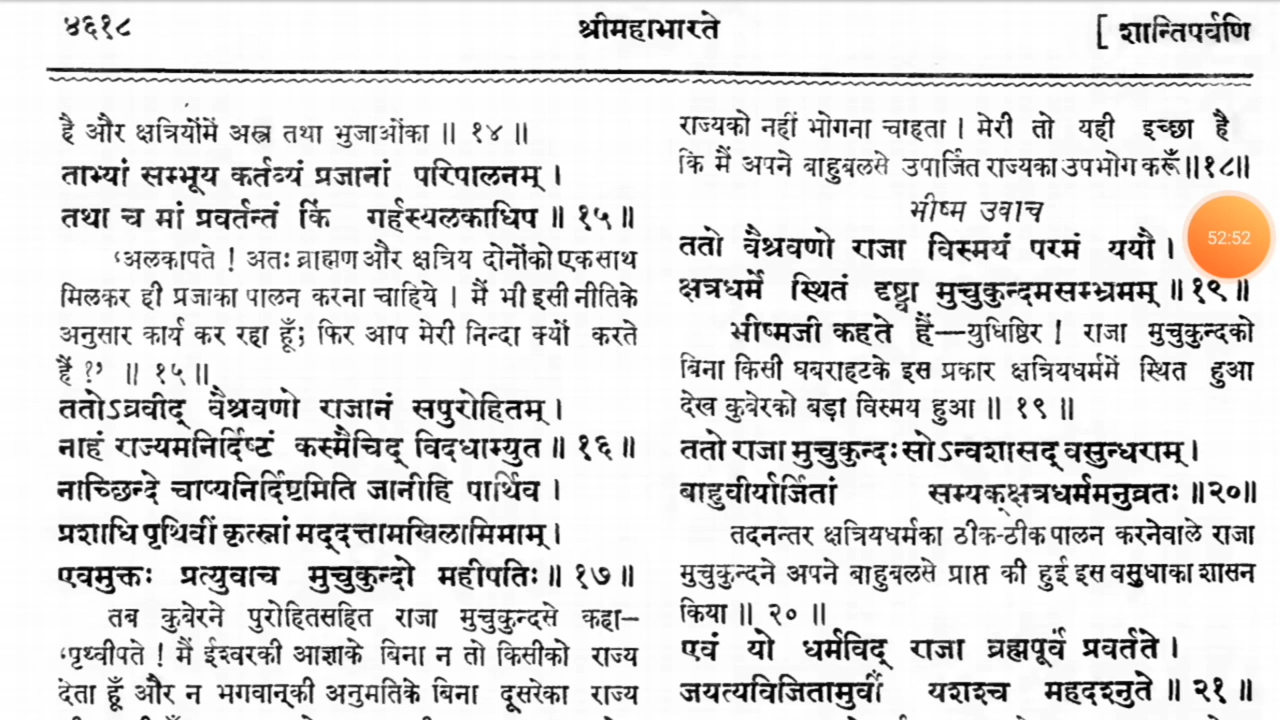 ४६१८
श्रीमहाभारते
[ शान्तिपर्वणि
है और क्षत्रियोंमें अस्त्र तथा भुजाओंका ॥ १४ ॥
ताभ्यां सम्भूय कर्तव्यं प्रजानां परिपालनम् ।
तथा च मां प्रवर्तन्तं किं गर्हस्यलकाधिप ॥ १५ ॥
‘अलकापते ! अतः ब्राह्मण और क्षत्रिय दोनोंको एक साथ
मिलकर ही प्रजाका पालन करना चाहिये । मैं भी इसी नीतिके
अनुसार कार्य कर रहा हूँ; फिर आप मेरी निन्दा क्यों करते
हैं ?’ ॥ १५ ॥
ततोऽब्रवीद् वैश्रवणो राजानं सपुरोहितम् ।
नाहं राज्यमनिर्दिष्टं कस्मैचिद् विदधाम्युत ॥ १६ ॥
नाच्छिन्दे चाप्यनिर्दिष्टमिति जानीहि पार्थिव ।
प्रशाधि पृथिवीं कृत्स्नां मद्दत्तामखिलामिमाम् ।
एवमुक्तः प्रत्युवाच मुचुकुन्दो महीपतिः ॥ १७ ॥
तब कुबेरने पुरोहितसहित राजा मुचुकुन्दसे कहा—
‘पृथ्वीपते ! मैं ईश्वरकी आज्ञाके बिना न तो किसीको राज्य
देता हूँ और न भगवान्‌की अनुमतिके बिना दूसरेका राज्य
राज्यको नहीं भोगना चाहता । मेरी तो यही इच्छा है
कि मैं अपने बाहुबलसे उपार्जित राज्यका उपभोग करूँ ॥१८॥
भीष्म उवाच
ततो वैश्रवणो राजा विस्मयं परमं ययौ ।
क्षत्रधर्मे स्थितं दृष्ट्वा मुचुकुन्दमसम्भ्रमम् ॥ १९ ॥
भीष्मजी कहते हैं—युधिष्ठिर ! राजा मुचुकुन्दको
बिना किसी घबराहटके इस प्रकार क्षत्रियधर्ममें स्थित हुआ
देख कुबेरको बड़ा विस्मय हुआ ॥ १९ ॥
ततो राजा मुचुकुन्दः सोऽन्वशासद् वसुन्धराम् ।
बाहुवीर्यार्जितां सम्यक्क्षत्रधर्ममनुव्रतः ॥२०॥
तदनन्तर क्षत्रियधर्मका ठीक-ठीक पालन करनेवाले राजा
मुचुकुन्दने अपने बाहुबलसे प्राप्त की हुई इस वसुधाका शासन
किया ॥ २० ॥
एवं यो धर्मविद् राजा ब्रह्मपूर्वं प्रवर्तते ।
जयत्यविजितामुर्वीं यशश्च महदश्नुते ॥ २१ ॥
52:52